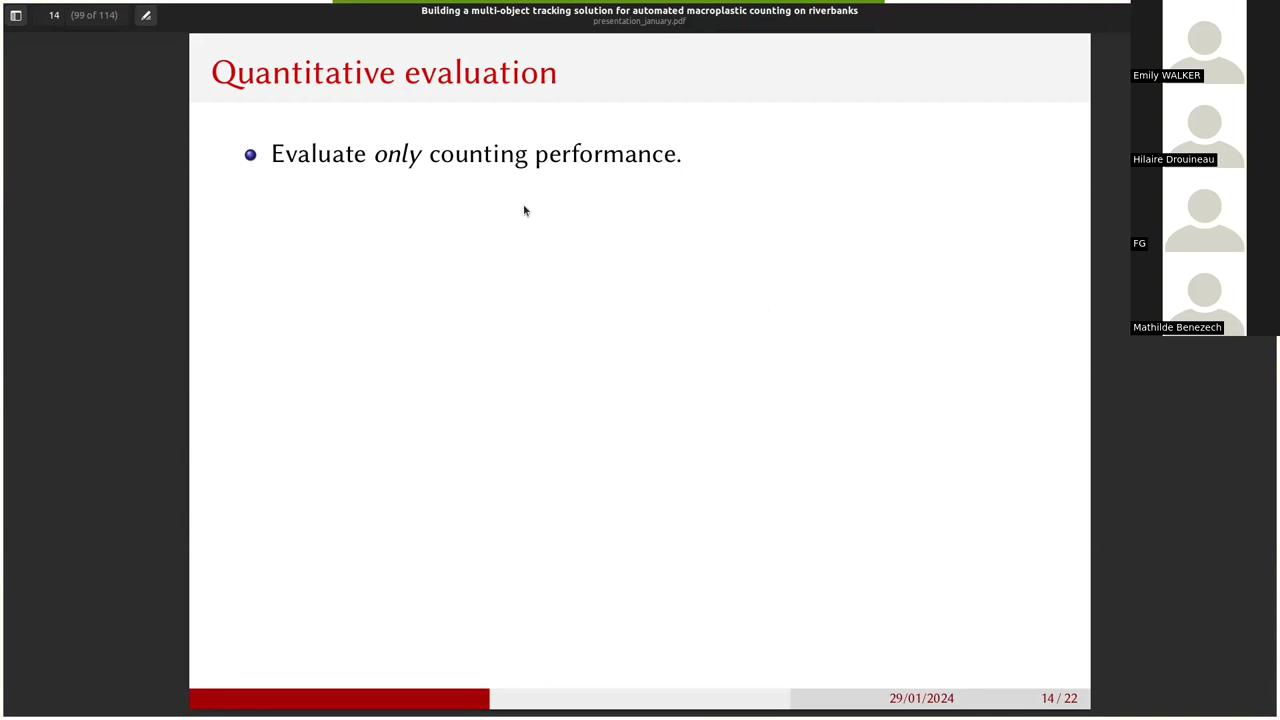 14 (99 of 114)
Building a multi-object tracking solution for automated macroplastic counting on riverbanks
presentation_january.pdf
Quantitative evaluation
Evaluate only counting performance.
29/01/2024
14 / 22
Emily WALKER
Hilaire Drouineau
FG
Mathilde Benezech